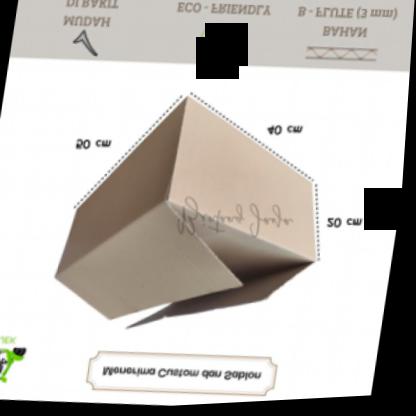 Menerima Custom dan Sablon
20 cm
50 cm
40 cm
MUDAH
DI RAKIT
ECO - FRIENDLY
BAHAN
B - FLUTE (3 mm)